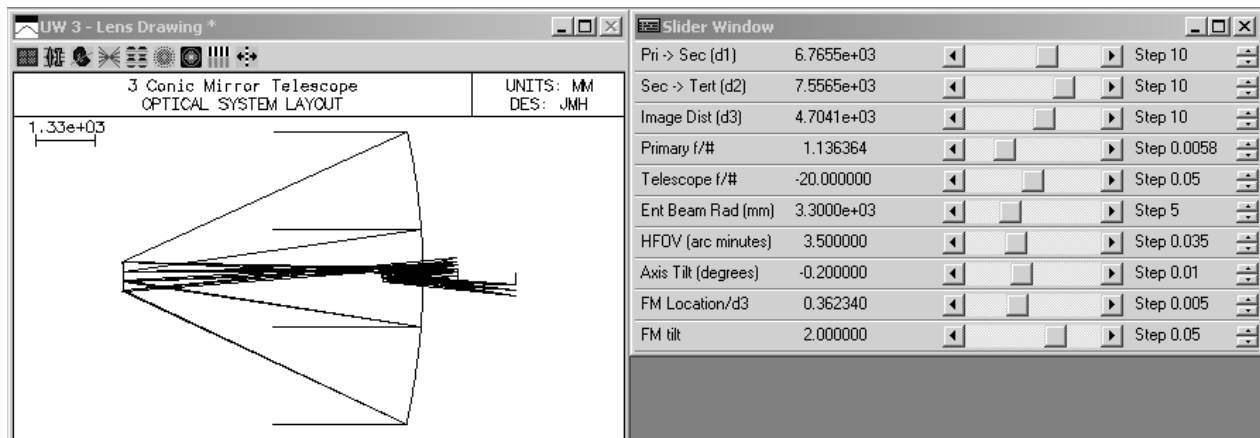 UW 3 - Lens Drawing *
3 Conic Mirror Telescope
OPTICAL SYSTEM LAYOUT
UNITS: MM
DES: JMH
1.33e+03
Slider Window
Pri -> Sec (d1) 6.7655e+03 Step 10
Sec -> Tert (d2) 7.5565e+03 Step 10
Image Dist (d3) 4.7041e+03 Step 10
Primary f/# 1.136364 Step 0.0058
Telescope f/# -20.000000 Step 0.05
Ent Beam Rad (mm) 3.3000e+03 Step 5
HFOV (arc minutes) 3.500000 Step 0.035
Axis Tilt (degrees) -0.200000 Step 0.01
FM Location/d3 0.362340 Step 0.005
FM tilt 2.000000 Step 0.05